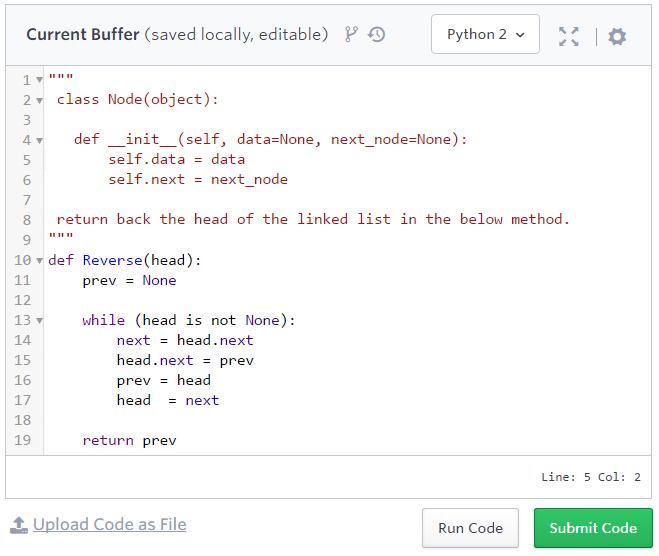 Current Buffer (saved locally, editable)
Python 2
1 """
2  class Node(object):
3
4    def __init__(self, data=None, next_node=None):
5        self.data = data
6        self.next = next_node
7
8  return back the head of the linked list in the below method.
9 """
10 def Reverse(head):
11     prev = None
12
13     while (head is not None):
14         next = head.next
15         head.next = prev
16         prev = head
17         head  = next
18
19     return prev
Line: 5 Col: 2
Upload Code as File
Run Code
Submit Code